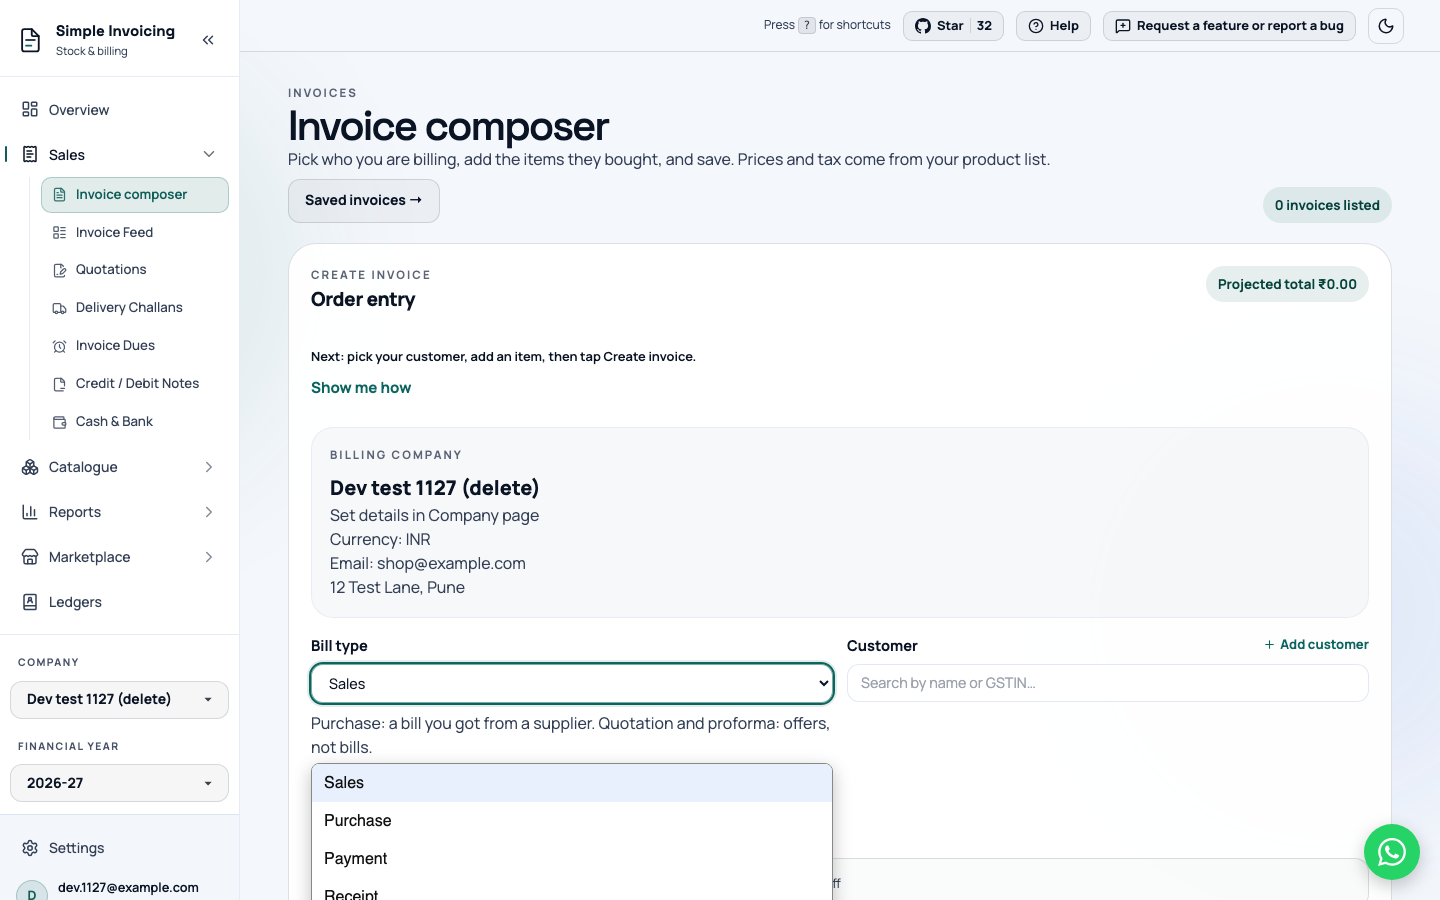 Simple Invoicing
Stock & billing
Press ? for shortcuts
Star 32
Help
Request a feature or report a bug
Overview
Sales
Invoice composer
Invoice Feed
Quotations
Delivery Challans
Invoice Dues
Credit / Debit Notes
Cash & Bank
Catalogue
Reports
Marketplace
Ledgers
COMPANY
Dev test 1127 (delete)
FINANCIAL YEAR
2026-27
Settings
D
dev.1127@example.com
INVOICES
Invoice composer
Pick who you are billing, add the items they bought, and save. Prices and tax come from your product list.
Saved invoices →
0 invoices listed
CREATE INVOICE
Order entry
Projected total ₹0.00
Next: pick your customer, add an item, then tap Create invoice.
Show me how
BILLING COMPANY
Dev test 1127 (delete)
Set details in Company page
Currency: INR
Email: shop@example.com
12 Test Lane, Pune
Bill type
Sales
Purchase: a bill you got from a supplier. Quotation and proforma: offers,
not bills.
Customer
+ Add customer
Search by name or GSTIN...
Sales
Purchase
Payment
Receipt